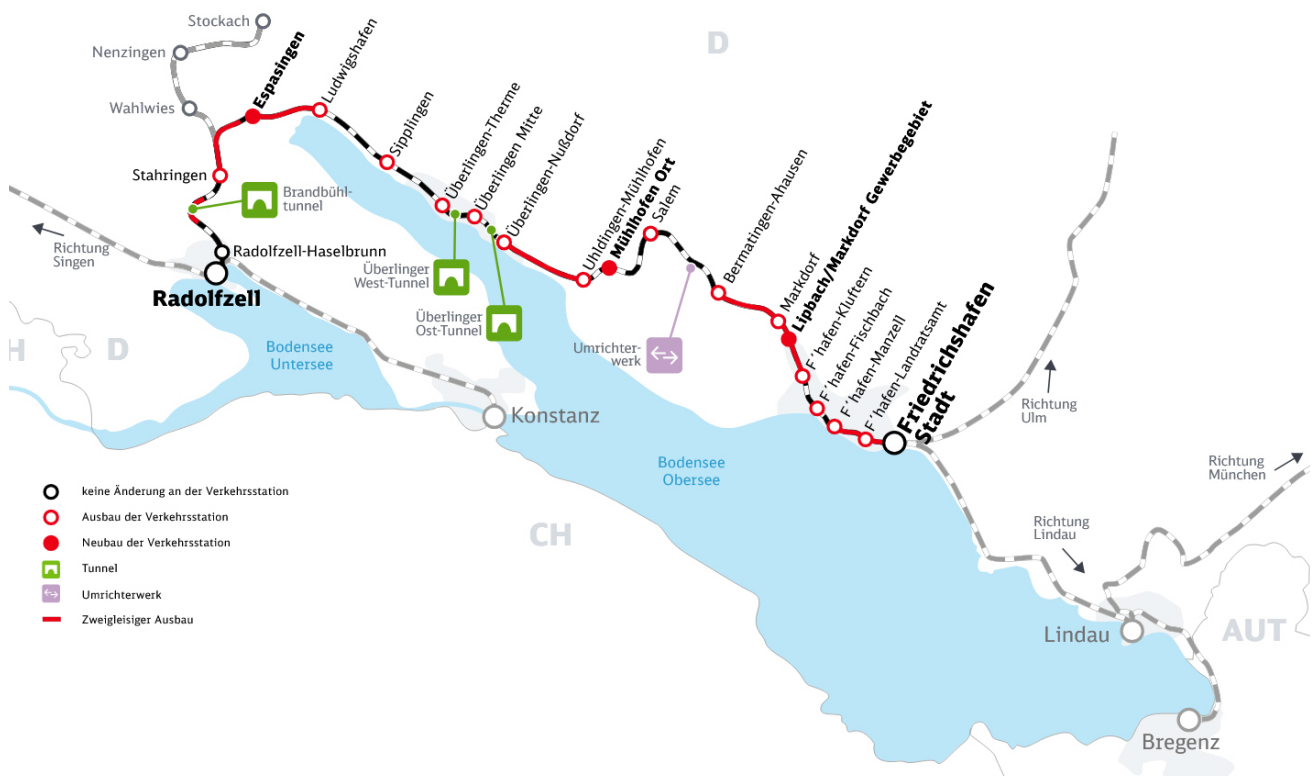 Stockach
Nenzingen
Wahlwies
Espasingen
Ludwigshafen
Sipplingen
Überlingen-Therme
Überlingen Mitte
Überlingen-Nußdorf
Uhldingen-Mühlhofen
Mühlhofen Ort
Salem
Bermatingen-Ahausen
Markdorf
Lipbach/Markdorf Gewerbegebiet
F´hafen-Kluftern
F´hafen-Fischbach
F´hafen-Manzell
F´hafen-Landratsamt
Friedrichshafen
Stadt
D
Stahringen
Brandbühl-
tunnel
Richtung
Singen
Radolfzell-Haselbrunn
Radolfzell
Überlinger
West-Tunnel
Überlinger
Ost-Tunnel
Umrichter-
werk
H
D
Bodensee
Untersee
Konstanz
Richtung
Ulm
Bodensee
Obersee
Richtung
München
CH
Richtung
Lindau
Lindau
AUT
Bregenz
keine Änderung an der Verkehrsstation
Ausbau der Verkehrsstation
Neubau der Verkehrsstation
Tunnel
Umrichterwerk
Zweigleisiger Ausbau